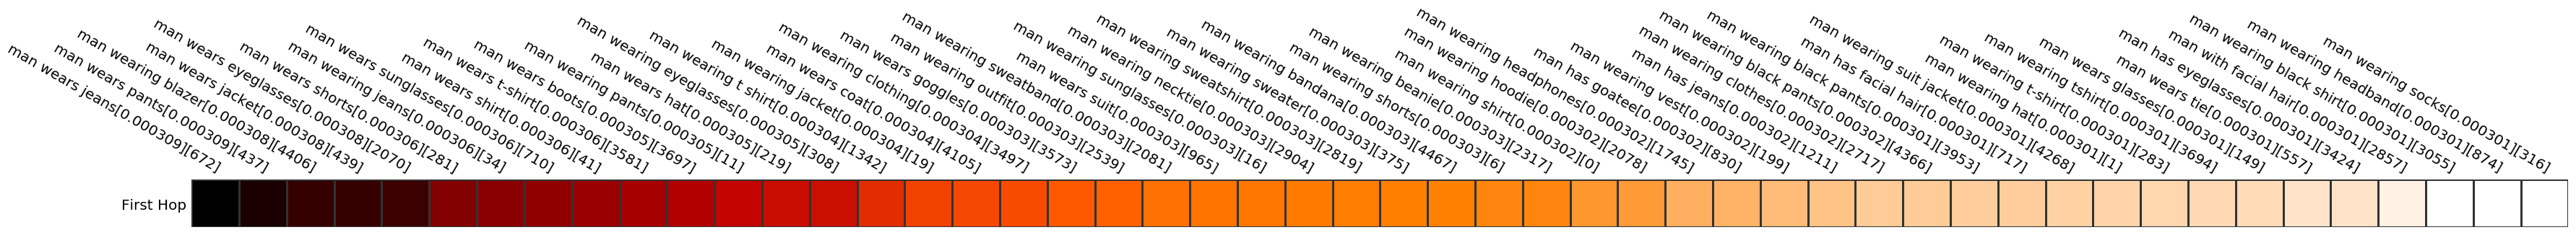 man wears jeans[0.000309][672]
man wears pants[0.000309][437]
man wearing blazer[0.000308][4406]
man wears jacket[0.000308][439]
man wears eyeglasses[0.000308][2070]
man wears shorts[0.000306][281]
man wearing jeans[0.000306][34]
man wears sunglasses[0.000306][710]
man wears shirt[0.000306][41]
man wears t-shirt[0.000306][3581]
man wears boots[0.000305][3697]
man wearing pants[0.000305][11]
man wears hat[0.000305][219]
man wearing eyeglasses[0.000305][308]
man wearing t shirt[0.000304][1342]
man wearing jacket[0.000304][19]
man wears coat[0.000304][4105]
man wearing clothing[0.000304][3497]
man wears goggles[0.000303][3573]
man wearing outfit[0.000303][2539]
man wearing sweatband[0.000303][2081]
man wears suit[0.000303][965]
man wearing sunglasses[0.000303][16]
man wearing necktie[0.000303][2904]
man wearing sweatshirt[0.000303][2819]
man wearing sweater[0.000303][375]
man wearing bandana[0.000303][4467]
man wearing shorts[0.000303][6]
man wearing beanie[0.000303][2317]
man wearing shirt[0.000302][0]
man wearing hoodie[0.000302][2078]
man wearing headphones[0.000302][1745]
man has goatee[0.000302][830]
man wearing vest[0.000302][199]
man has jeans[0.000302][1211]
man wearing clothes[0.000302][2717]
man wearing black pants[0.000302][4366]
man wearing black pants[0.000301][3953]
man has facial hair[0.000301][717]
man wearing suit jacket[0.000301][4268]
man wearing hat[0.000301][1]
man wearing t-shirt[0.000301][283]
man wearing tshirt[0.000301][3694]
man wears glasses[0.000301][149]
man wears tie[0.000301][557]
man has eyeglasses[0.000301][3424]
man with facial hair[0.000301][2857]
man wearing black shirt[0.000301][3055]
man wearing headband[0.000301][874]
man wearing socks[0.000301][316]
First Hop